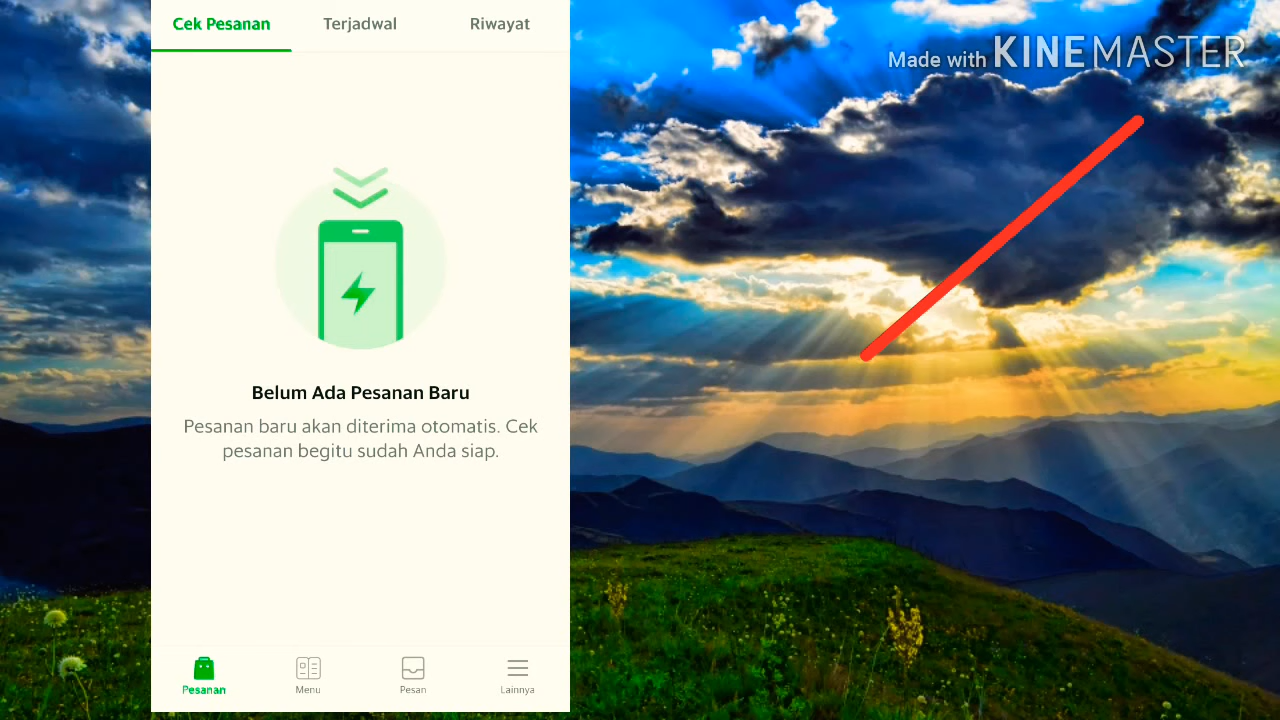 Cek Pesanan
Terjadwal
Riwayat
Made with KINEMASTER
Belum Ada Pesanan Baru
Pesanan baru akan diterima otomatis. Cek
pesanan begitu sudah Anda siap.
Pesanan
Menu
Pesan
Lainnya